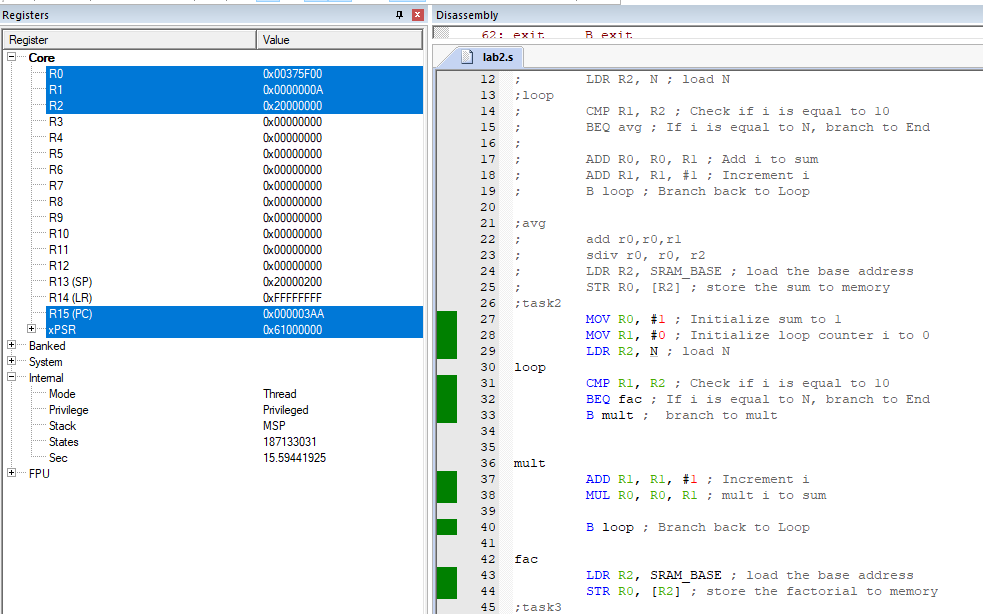 Registers
Register Value
Core
R0 0x00375F00
R1 0x0000000A
R2 0x20000000
R3 0x00000000
R4 0x00000000
R5 0x00000000
R6 0x00000000
R7 0x00000000
R8 0x00000000
R9 0x00000000
R10 0x00000000
R11 0x00000000
R12 0x00000000
R13 (SP) 0x20000200
R14 (LR) 0xFFFFFFFF
R15 (PC) 0x000003AA
xPSR 0x61000000
Banked
System
Internal
Mode Thread
Privilege Privileged
Stack MSP
States 187133031
Sec 15.59441925
FPU
Disassembly
62: exit B exit
lab2.s
12 ; LDR R2, N ; load N
13 ;loop
14 ; CMP R1, R2 ; Check if i is equal to 10
15 ; BEQ avg ; If i is equal to N, branch to End
16 ;
17 ; ADD R0, R0, R1 ; Add i to sum
18 ; ADD R1, R1, #1 ; Increment i
19 ; B loop ; Branch back to Loop
20
21 ;avg
22 ; add r0,r0,r1
23 ; sdiv r0, r0, r2
24 ; LDR R2, SRAM_BASE ; load the base address
25 ; STR R0, [R2] ; store the sum to memory
26 ;task2
27 MOV R0, #1 ; Initialize sum to 1
28 MOV R1, #0 ; Initialize loop counter i to 0
29 LDR R2, N ; load N
30 loop
31 CMP R1, R2 ; Check if i is equal to 10
32 BEQ fac ; If i is equal to N, branch to End
33 B mult ; branch to mult
34
35
36 mult
37 ADD R1, R1, #1 ; Increment i
38 MUL R0, R0, R1 ; mult i to sum
39
40 B loop ; Branch back to Loop
41
42 fac
43 LDR R2, SRAM_BASE ; load the base address
44 STR R0, [R2] ; store the factorial to memory
45 ;task3